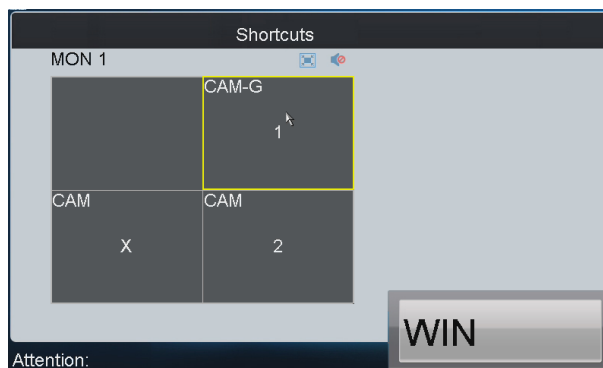 Shortcuts
MON 1
CAM-G
1
CAM
CAM
X
2
WIN
Attention: